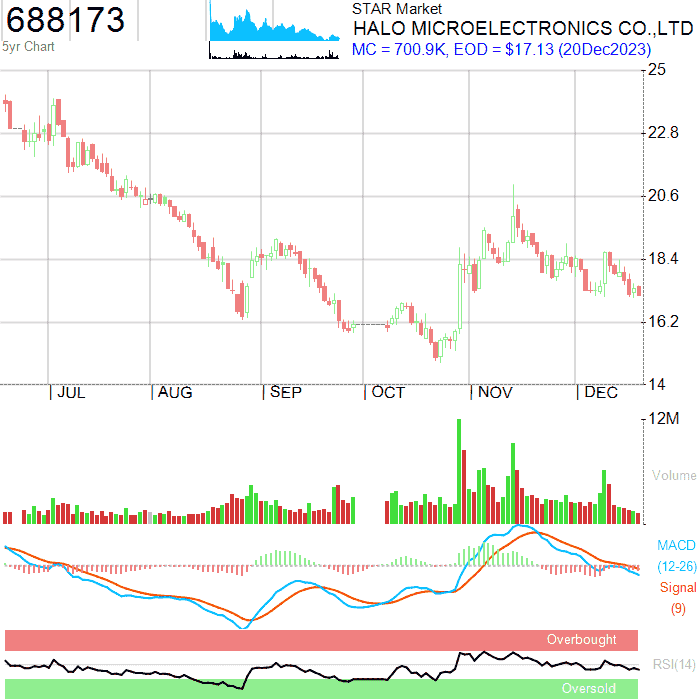 688173
5yr Chart
STAR Market
HALO MICROELECTRONICS CO.,LTD
MC = 700.9K, EOD = $17.13 (20Dec2023)
25
22.8
20.6
18.4
16.2
14
JUL AUG SEP OCT NOV DEC
12M
Volume
MACD
(12-26)
Signal
(9)
Overbought
RSI(14)
Oversold